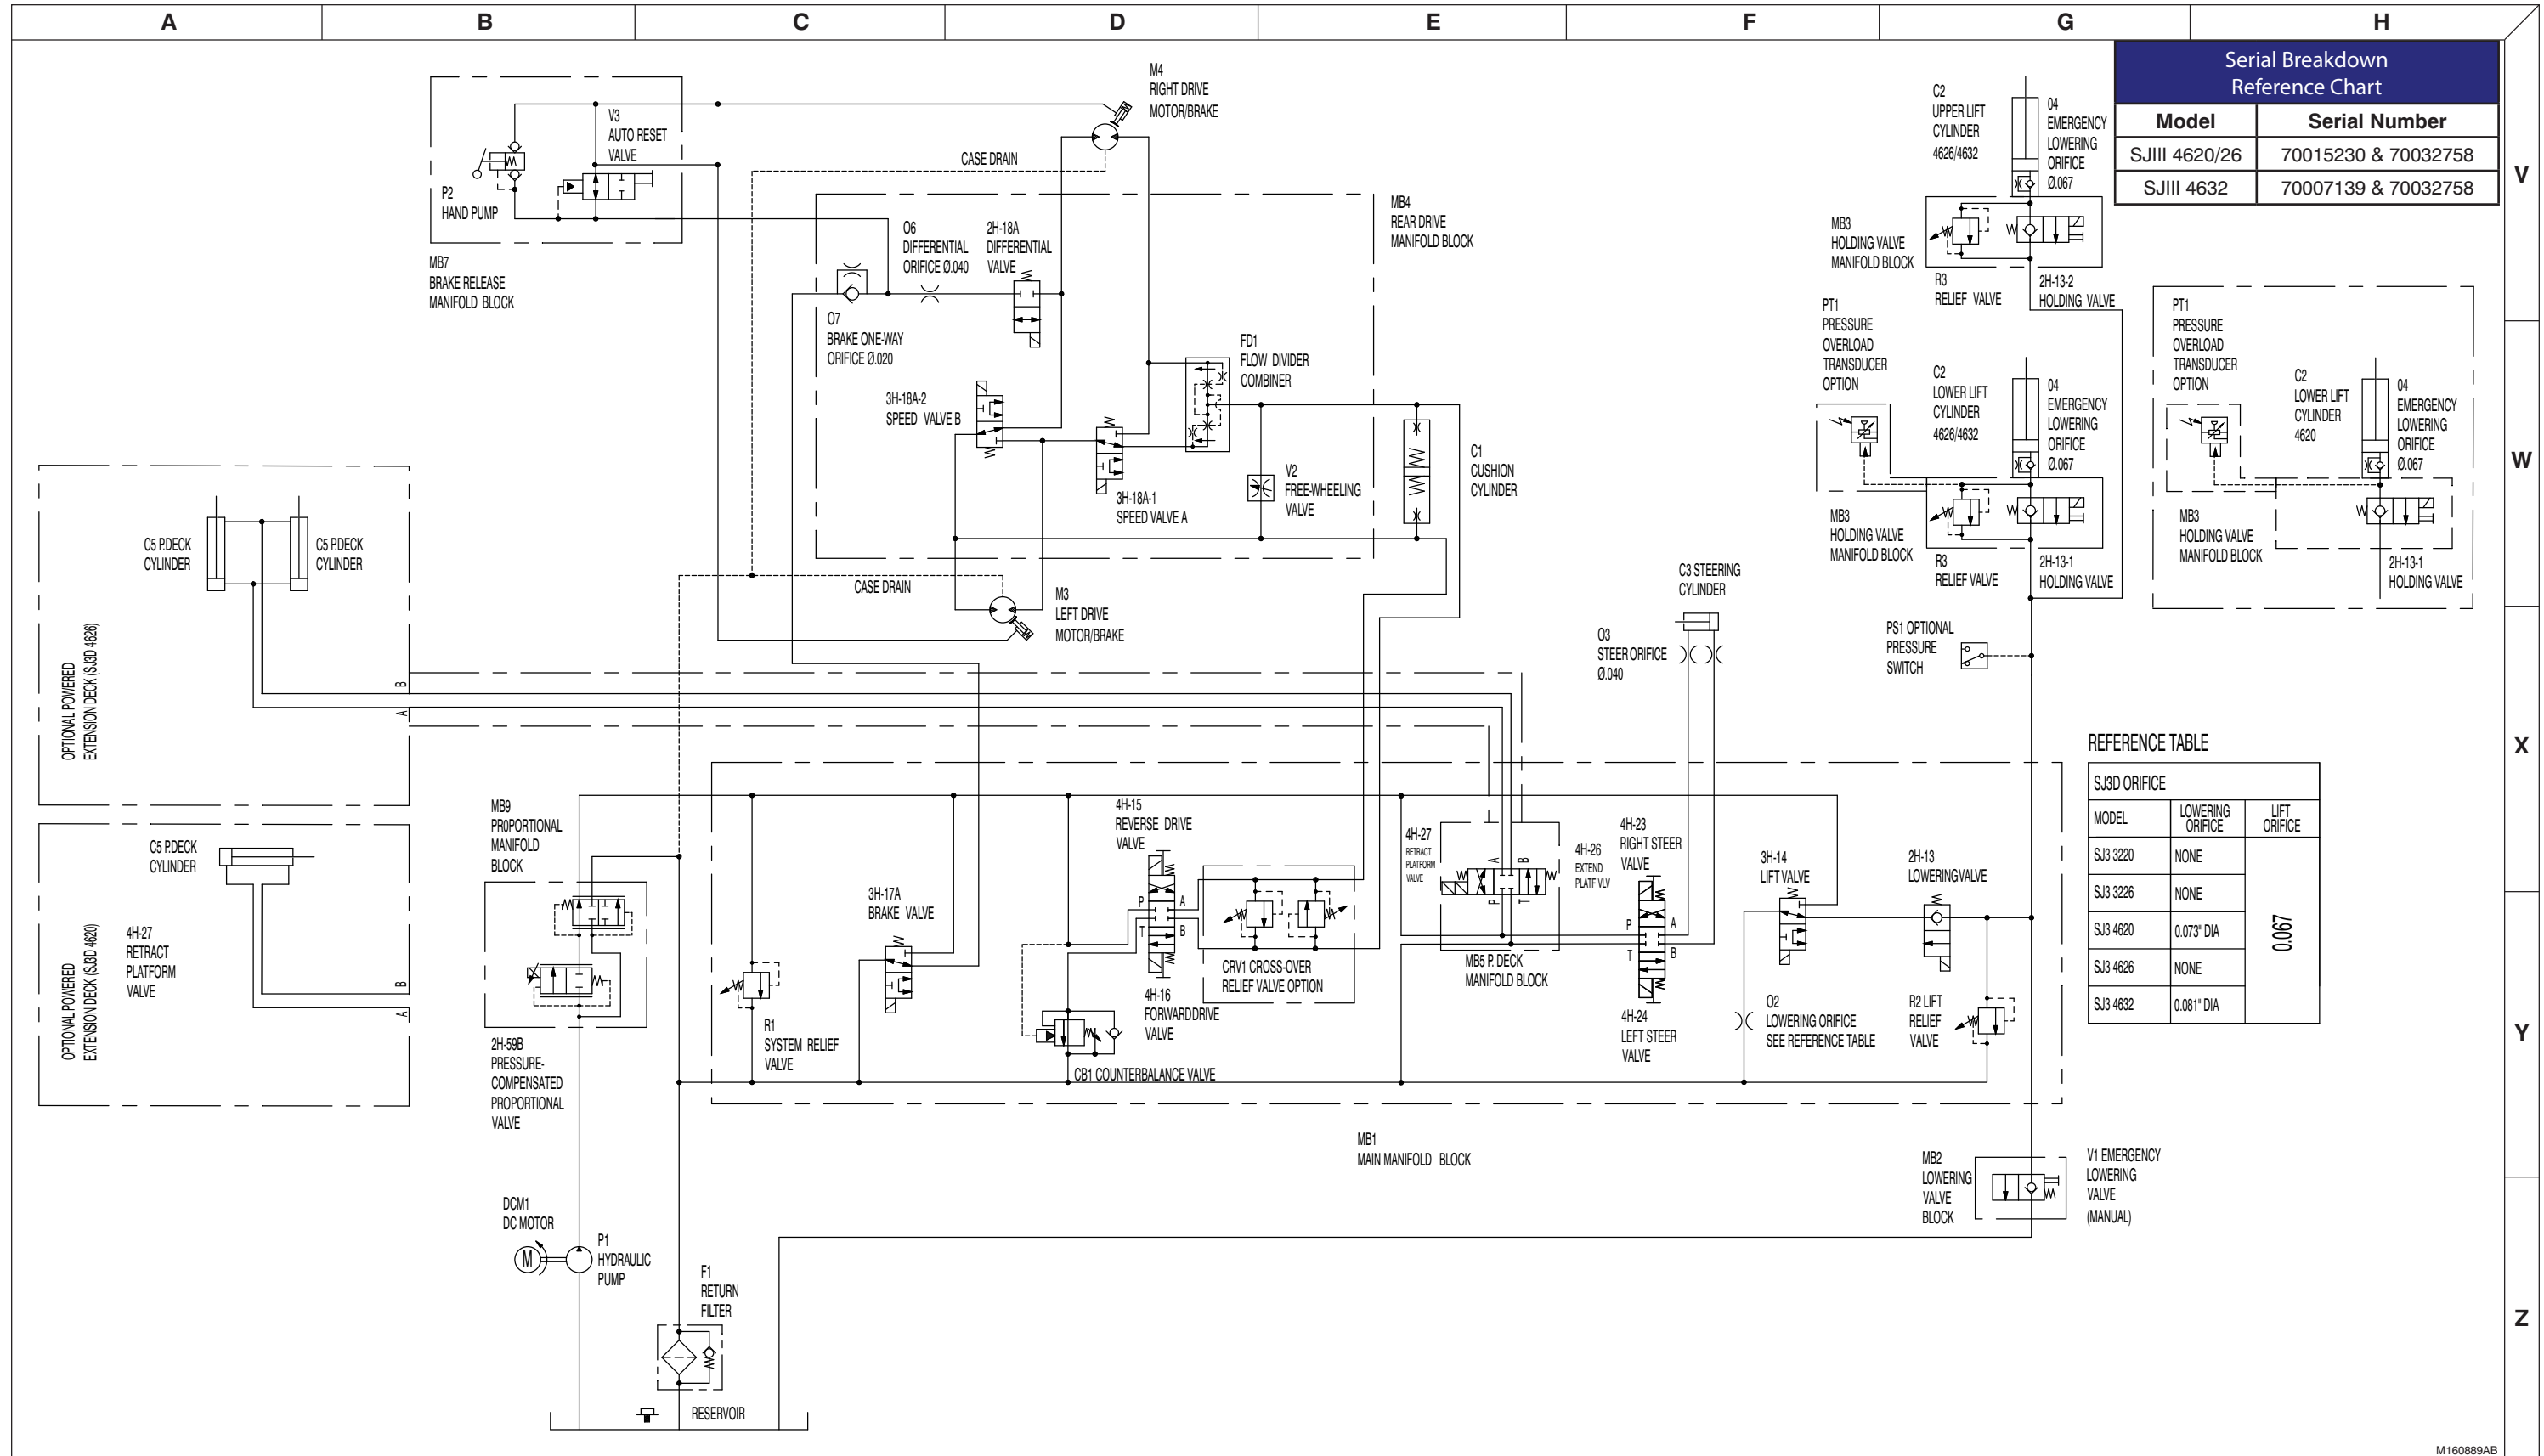 A
B
C
D
E
F
G
H
Serial Breakdown
Reference Chart
Model Serial Number
SJIII 4620/26 70015230 & 70032758
SJIII 4632 70007139 & 70032758
V
W
X
Y
Z
M4
RIGHT DRIVE
MOTOR/BRAKE
V3
AUTO RESET
VALVE
P2
HAND PUMP
MB7
BRAKE RELEASE
MANIFOLD BLOCK
CASE DRAIN
MB4
REAR DRIVE
MANIFOLD BLOCK
O6
DIFFERENTIAL
ORIFICE Ø.040
2H-18A
DIFFERENTIAL
VALVE
O7
BRAKE ONE-WAY
ORIFICE Ø.020
FD1
FLOW DIVIDER
COMBINER
3H-18A-2
SPEED VALVE B
3H-18A-1
SPEED VALVE A
V2
FREE-WHEELING
VALVE
C1
CUSHION
CYLINDER
CASE DRAIN
M3
LEFT DRIVE
MOTOR/BRAKE
C2
UPPER LIFT
CYLINDER
4626/4632
04
EMERGENCY
LOWERING
ORIFICE
Ø.067
MB3
HOLDING VALVE
MANIFOLD BLOCK
R3
RELIEF VALVE
2H-13-2
HOLDING VALVE
PT1
PRESSURE
OVERLOAD
TRANSDUCER
OPTION
C2
LOWER LIFT
CYLINDER
4626/4632
04
EMERGENCY
LOWERING
ORIFICE
Ø.067
MB3
HOLDING VALVE
MANIFOLD BLOCK
R3
RELIEF VALVE
2H-13-1
HOLDING VALVE
PT1
PRESSURE
OVERLOAD
TRANSDUCER
OPTION
C2
LOWER LIFT
CYLINDER
4620
04
EMERGENCY
LOWERING
ORIFICE
Ø.067
MB3
HOLDING VALVE
MANIFOLD BLOCK
2H-13-1
HOLDING VALVE
C5 P.DECK
CYLINDER
C5 P.DECK
CYLINDER
OPTIONAL POWERED
EXTENSION DECK (SJ3D 4626)
B
A
C3 STEERING
CYLINDER
O3
STEER ORIFICE
Ø.040
PS1 OPTIONAL
PRESSURE
SWITCH
REFERENCE TABLE
SJ3D ORIFICE
MODEL LOWERING ORIFICE LIFT ORIFICE
SJ3 3220 NONE
SJ3 3226 NONE
SJ3 4620 0.073" DIA
SJ3 4626 NONE
SJ3 4632 0.081" DIA
0.067
C5 P.DECK
CYLINDER
4H-27
RETRACT
PLATFORM
VALVE
OPTIONAL POWERED
EXTENSION DECK (SJ3D 4620)
B
A
MB9
PROPORTIONAL
MANIFOLD
BLOCK
2H-59B
PRESSURE-
COMPENSATED
PROPORTIONAL
VALVE
R1
SYSTEM RELIEF
VALVE
3H-17A
BRAKE VALVE
4H-15
REVERSE DRIVE
VALVE
P
A
T
B
4H-16
FORWARDDRIVE
VALVE
CB1 COUNTERBALANCE VALVE
CRV1 CROSS-OVER
RELIEF VALVE OPTION
4H-27
RETRACT
PLATFORM
VALVE
A
B
P
T
4H-26
EXTEND
PLATF VLV
MB5 P. DECK
MANIFOLD BLOCK
4H-23
RIGHT STEER
VALVE
P
A
T
B
4H-24
LEFT STEER
VALVE
3H-14
LIFT VALVE
2H-13
LOWERINGVALVE
O2
LOWERING ORIFICE
SEE REFERENCE TABLE
R2 LIFT
RELIEF
VALVE
MB1
MAIN MANIFOLD BLOCK
MB2
LOWERING
VALVE
BLOCK
V1 EMERGENCY
LOWERING
VALVE
(MANUAL)
DCM1
DC MOTOR
M
P1
HYDRAULIC
PUMP
F1
RETURN
FILTER
RESERVOIR
M160889AB